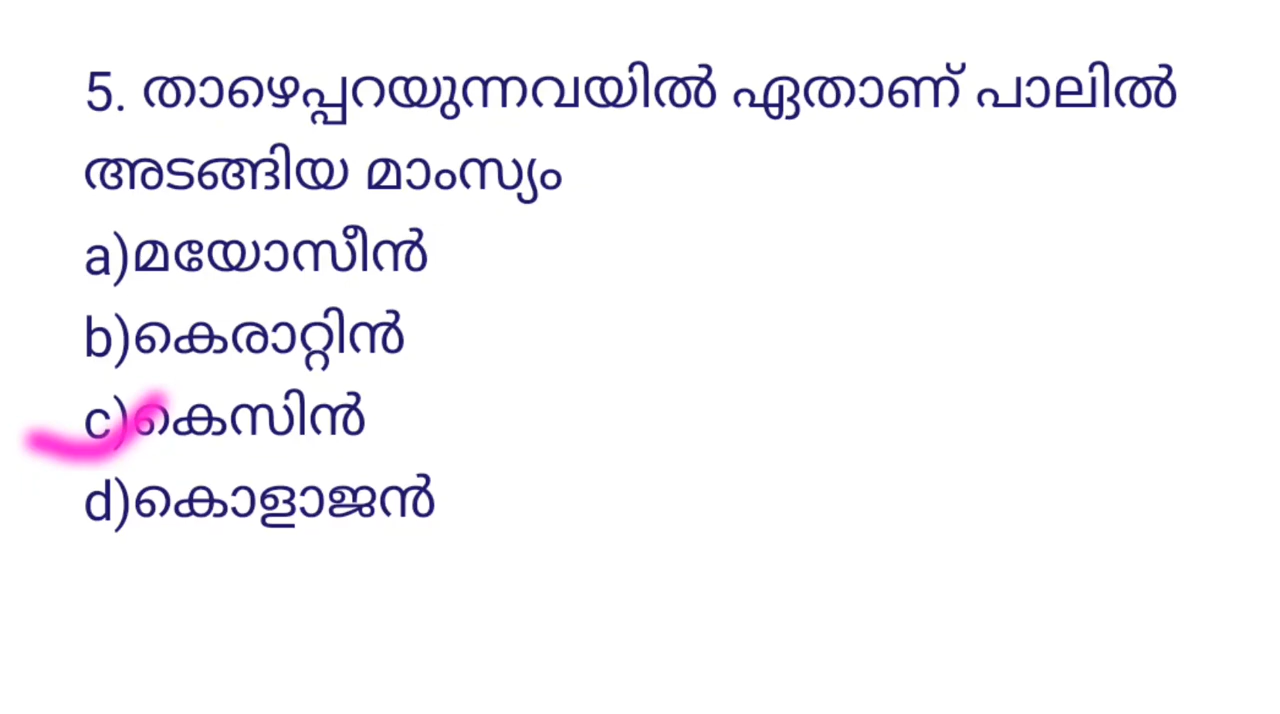 5. താഴെപ്പറയുന്നവയിൽ ഏതാണ് പാലിൽ
അടങ്ങിയ മാംസ്യം
a)മയോസീൻ
b)കെരാറ്റിൻ
c)കെസിൻ
d)കൊളാജൻ